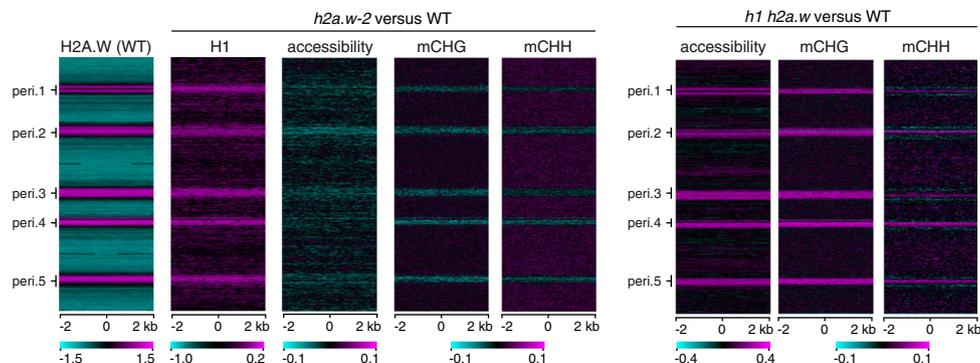 h2a.w-2 versus WT
h1 h2a.w versus WT
H2A.W (WT) H1 accessibility mCHG mCHH accessibility mCHG mCHH
peri.1 peri.1
peri.2 peri.2
peri.3 peri.3
peri.4 peri.4
peri.5 peri.5
-2 0 2 kb -2 0 2 kb -2 0 2 kb -2 0 2 kb -2 0 2 kb -2 0 2 kb -2 0 2 kb -2 0 2 kb
-1.5 1.5 -1.0 0.2 -0.1 0.1 -0.1 0.1 -0.4 0.4 -0.1 0.1